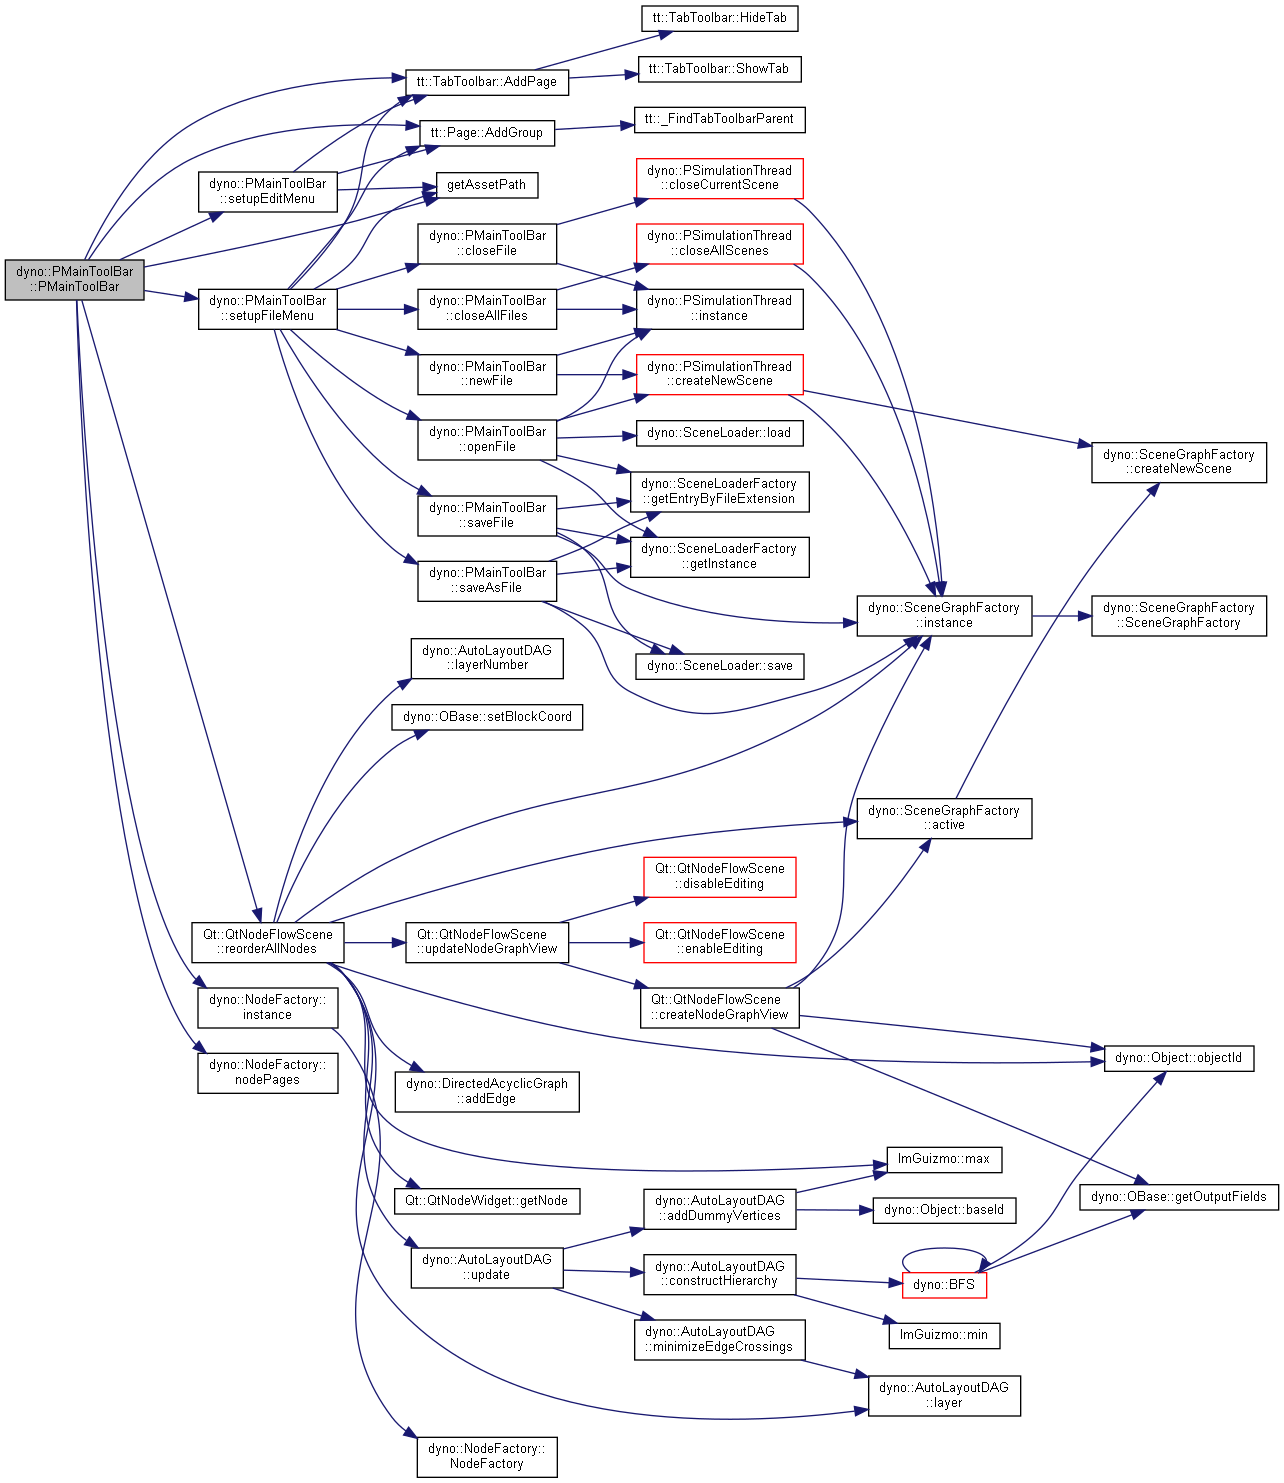 tt::TabToolbar::HideTab
tt::TabToolbar::ShowTab
tt::TabToolbar::AddPage
tt::_FindTabToolbarParent
tt::Page::AddGroup
dyno::PSimulationThread
::closeCurrentScene
dyno::PMainToolBar
::setupEditMenu
getAssetPath
dyno::PMainToolBar
::closeFile
dyno::PSimulationThread
::closeAllScenes
dyno::PMainToolBar
::PMainToolBar
dyno::PMainToolBar
::setupFileMenu
dyno::PMainToolBar
::closeAllFiles
dyno::PSimulationThread
::instance
dyno::PMainToolBar
::newFile
dyno::PSimulationThread
::createNewScene
dyno::PMainToolBar
::openFile
dyno::SceneLoader::load
dyno::SceneGraphFactory
::createNewScene
dyno::SceneLoaderFactory
::getEntryByFileExtension
dyno::PMainToolBar
::saveFile
dyno::SceneLoaderFactory
::getInstance
dyno::PMainToolBar
::saveAsFile
dyno::SceneGraphFactory
::instance
dyno::SceneGraphFactory
::SceneGraphFactory
dyno::AutoLayoutDAG
::layerNumber
dyno::SceneLoader::save
dyno::OBase::setBlockCoord
dyno::SceneGraphFactory
::active
Qt::QtNodeFlowScene
::disableEditing
Qt::QtNodeFlowScene
::reorderAllNodes
Qt::QtNodeFlowScene
::updateNodeGraphView
Qt::QtNodeFlowScene
::enableEditing
dyno::NodeFactory::
instance
Qt::QtNodeFlowScene
::createNodeGraphView
dyno::Object::objectId
dyno::NodeFactory::
nodePages
dyno::DirectedAcyclicGraph
::addEdge
ImGuizmo::max
Qt::QtNodeWidget::getNode
dyno::AutoLayoutDAG
::addDummyVertices
dyno::Object::baseId
dyno::OBase::getOutputFields
dyno::AutoLayoutDAG
::update
dyno::AutoLayoutDAG
::constructHierarchy
dyno::BFS
dyno::AutoLayoutDAG
::minimizeEdgeCrossings
ImGuizmo::min
dyno::AutoLayoutDAG
::layer
dyno::NodeFactory::
NodeFactory